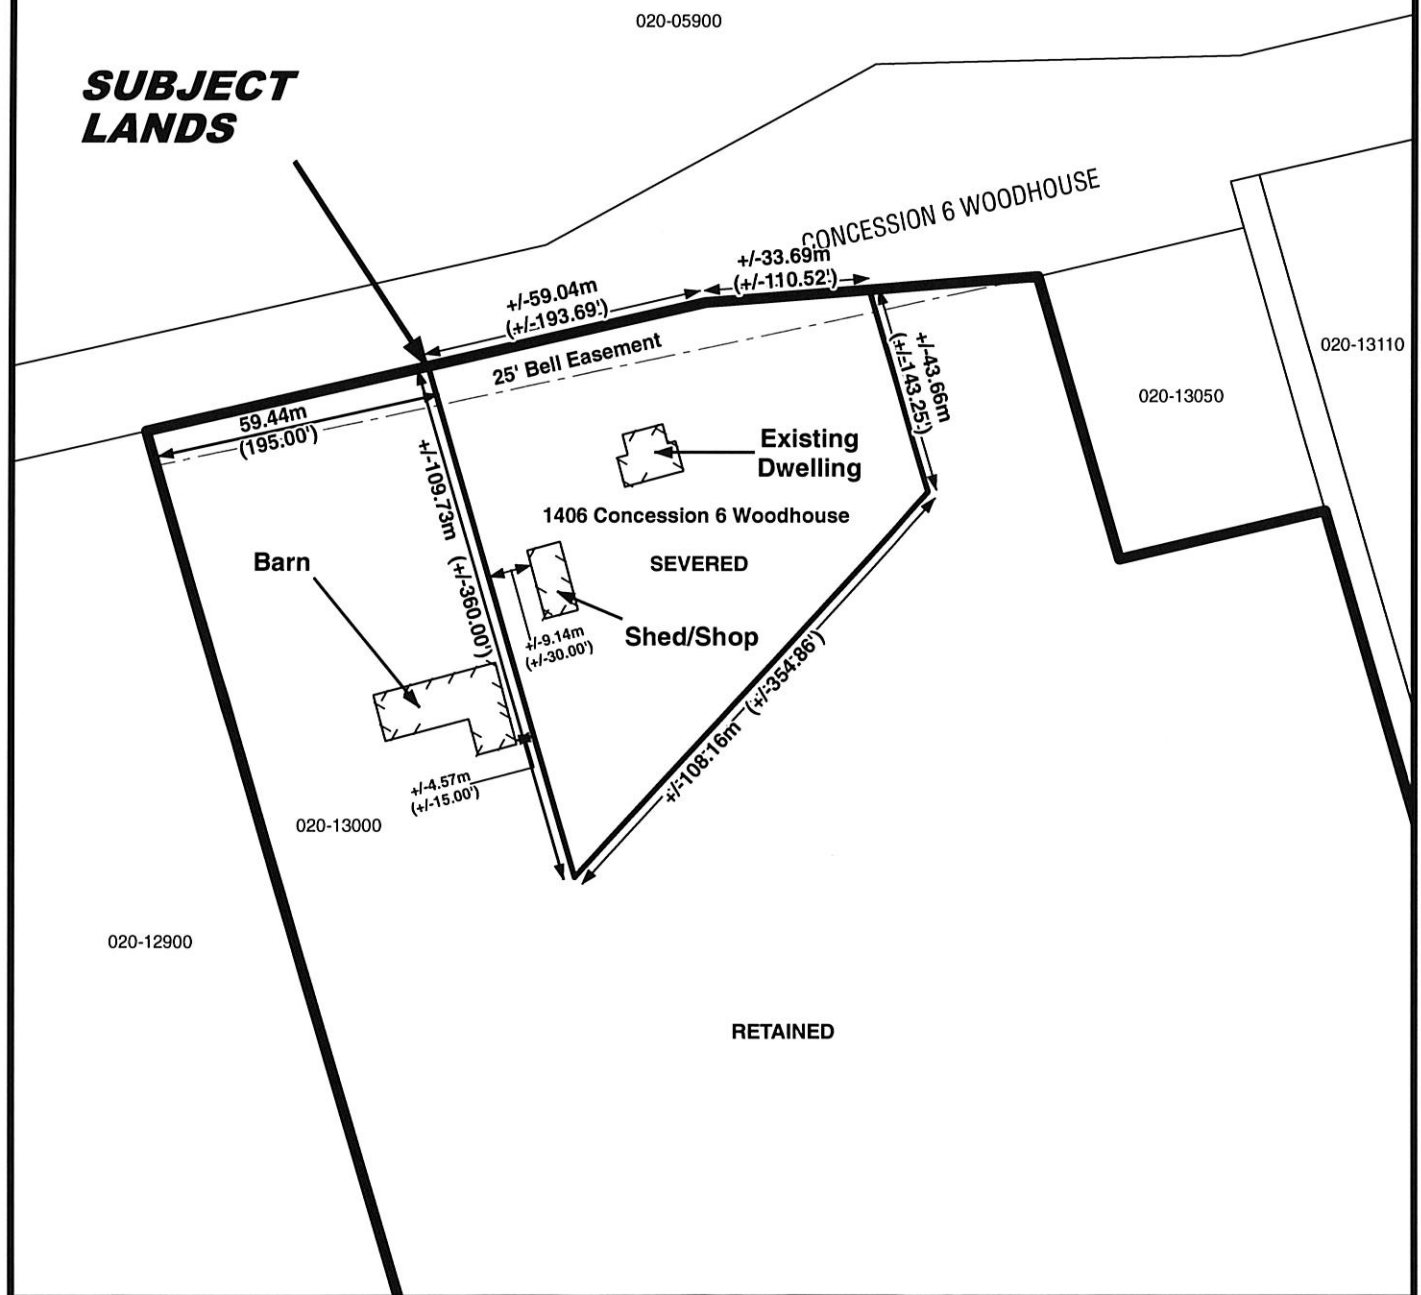 020-05900
SUBJECT
LANDS
CONCESSION 6 WOODHOUSE
+/-33.69m
(+/-110.52')
+/-59.04m
(+/-193.69')
25' Bell Easement
+/-43.66m
(+/-143.25')
020-13110
020-13050
59.44m
(195.00')
+/-109.73m (+/-360.00')
Existing
Dwelling
1406 Concession 6 Woodhouse
SEVERED
Barn
Shed/Shop
+/-9.14m
(+/-30.00')
+/-108.16m (+/-354.86')
+/-4.57m
(+/-15.00')
020-13000
020-12900
RETAINED